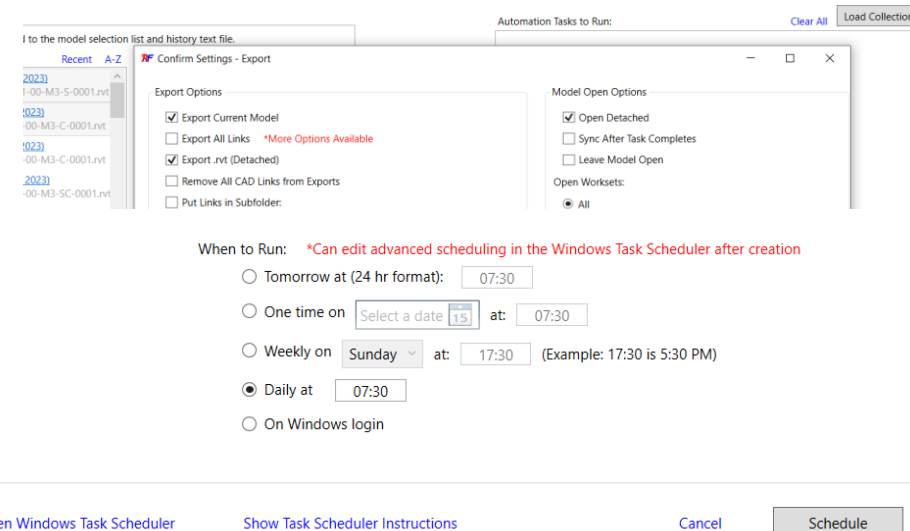 Automation Tasks to Run:
Clear All
Load Collection
to the model selection list and history text file.
Recent A-Z
RF Confirm Settings - Export
2023)
-00-M3-S-0001.rvt
2023)
-00-M3-C-0001.rvt
2023)
-00-M3-C-0001.rvt
2023)
-00-M3-SC-0001.rvt
Export Options
Export Current Model
Export All Links *More Options Available
Export .rvt (Detached)
Remove All CAD Links from Exports
Put Links in Subfolder:
Model Open Options
Open Detached
Sync After Task Completes
Leave Model Open
Open Worksets:
All
When to Run: *Can edit advanced scheduling in the Windows Task Scheduler after creation
Tomorrow at (24 hr format): 07:30
One time on Select a date 15 at: 07:30
Weekly on Sunday at: 17:30 (Example: 17:30 is 5:30 PM)
Daily at 07:30
On Windows login
en Windows Task Scheduler
Show Task Scheduler Instructions
Cancel
Schedule